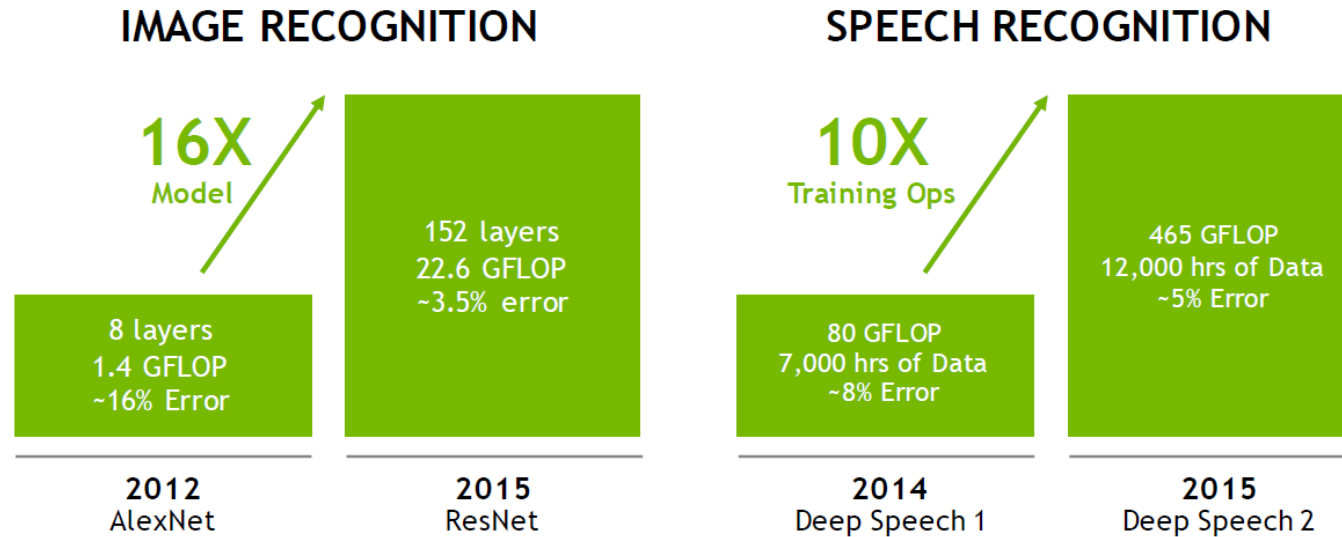 IMAGE RECOGNITION
16X
Model
8 layers
1.4 GFLOP
~16% Error
152 layers
22.6 GFLOP
~3.5% error
2012
AlexNet
2015
ResNet
SPEECH RECOGNITION
10X
Training Ops
80 GFLOP
7,000 hrs of Data
~8% Error
465 GFLOP
12,000 hrs of Data
~5% Error
2014
Deep Speech 1
2015
Deep Speech 2